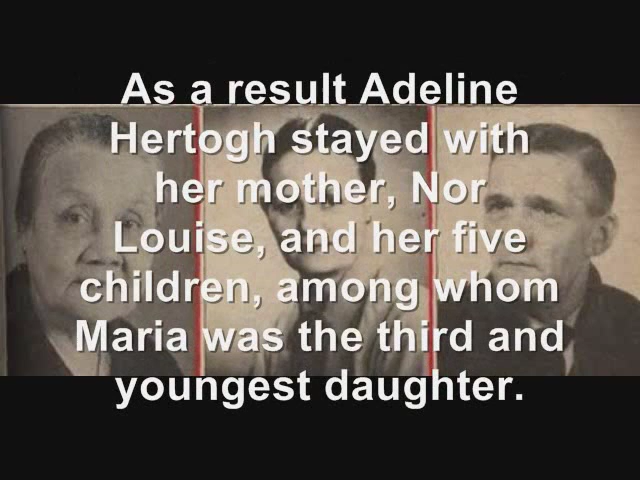 As a result Adeline
Hertogh stayed with
her mother, Nor
Louise, and her five
children, among whom
Maria was the third and
youngest daughter.